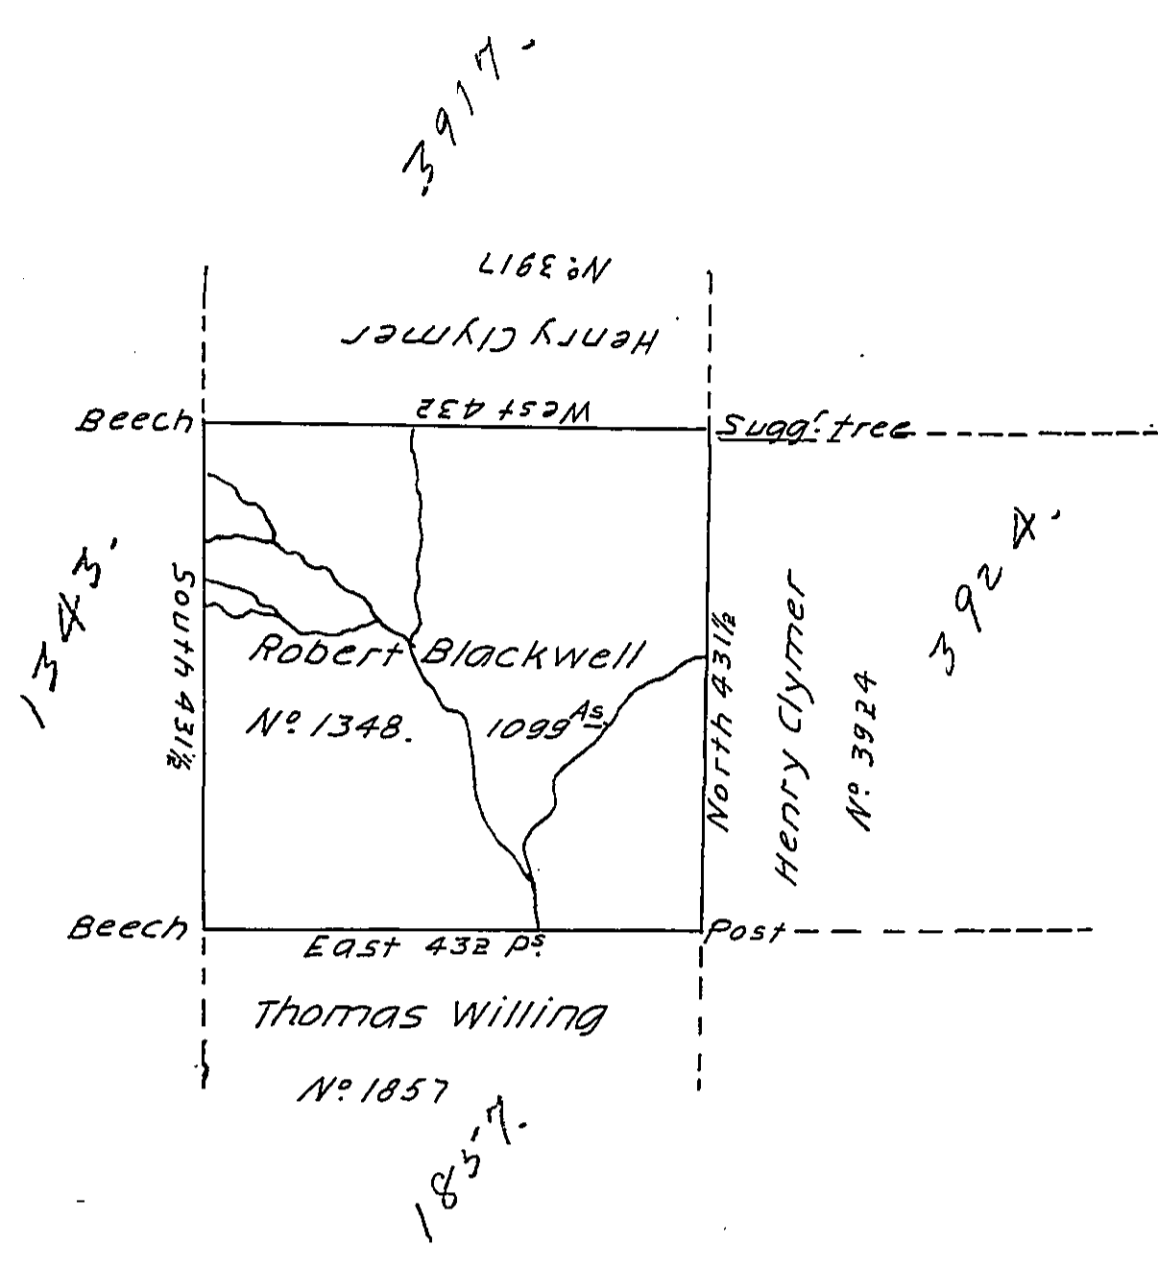 3917.
Nº 3917
Henry Clymer
West 432
Beech
Suggr. tree
1343.
South 431½
Robert Blackwell
Nº 1348. 1099 As.
North 431½
Henry Clymer
Nº 3924
3924.
Beech
Post
East 432 Ps.
Thomas Willing
Nº 1857
1857.